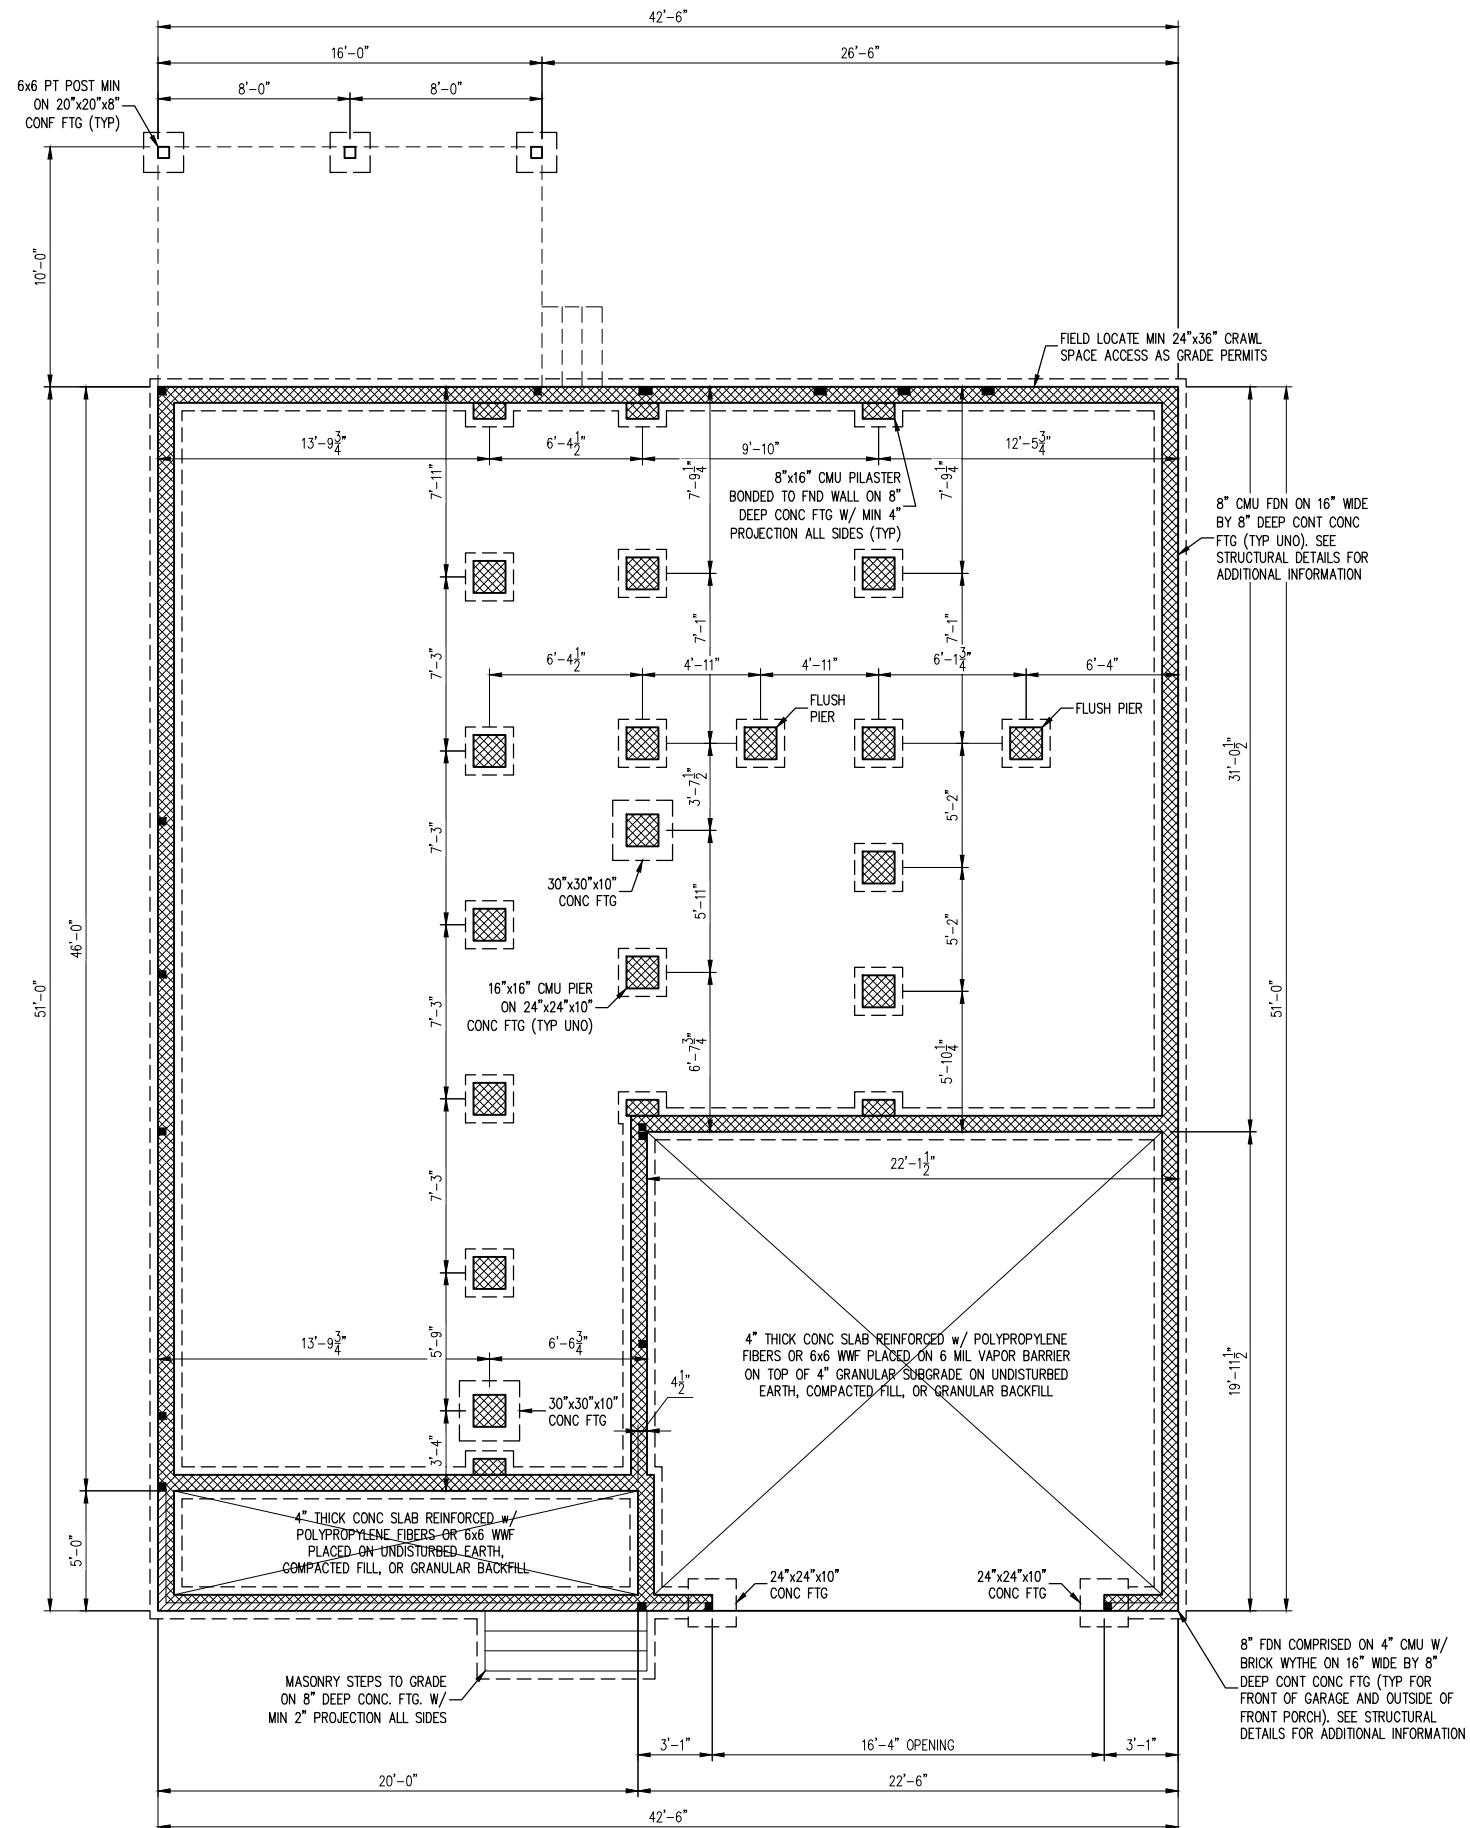 42'-6"
16'-0"
26'-6"
8'-0"
8'-0"
6x6 PT POST MIN
ON 20"x20"x8"
CONF FTG (TYP)
10'-0"
FIELD LOCATE MIN 24"x36" CRAWL
SPACE ACCESS AS GRADE PERMITS
13'-9 3/4"
6'-4 1/2"
9'-10"
12'-5 3/4"
7'-11"
7'-9 1/4"
7'-9 1/4"
8"x16" CMU PILASTER
BONDED TO FND WALL ON 8"
DEEP CONC FTG W/ MIN 4"
PROJECTION ALL SIDES (TYP)
8" CMU FDN ON 16" WIDE
BY 8" DEEP CONT CONC
FTG (TYP UNO). SEE
STRUCTURAL DETAILS FOR
ADDITIONAL INFORMATION
7'-3"
7'-1"
7'-1"
6'-4 1/2"
4'-11"
4'-11"
6'-1 3/4"
6'-4"
FLUSH
PIER
FLUSH PIER
31'-0 1/2"
3'-7 1/2"
5'-2"
7'-3"
30"x30"x10"
CONC FTG
5'-11"
5'-2"
46'-0"
51'-0"
51'-0"
7'-3"
16"x16" CMU PIER
ON 24"x24"x10"
CONC FTG (TYP UNO)
6'-7 3/4"
5'-10 1/4"
7'-3"
22'-1 1/2"
13'-9 3/4"
6'-6 3/4"
5'-9"
4" THICK CONC SLAB REINFORCED w/ POLYPROPYLENE
FIBERS OR 6x6 WWF PLACED ON 6 MIL VAPOR BARRIER
ON TOP OF 4" GRANULAR SUBGRADE ON UNDISTURBED
EARTH, COMPACTED FILL, OR GRANULAR BACKFILL
19'-11 1/2"
4 1/2"
30"x30"x10"
CONC FTG
3'-4"
5'-0"
4" THICK CONC SLAB REINFORCED w/
POLYPROPYLENE FIBERS OR 6x6 WWF
PLACED ON UNDISTURBED EARTH,
COMPACTED FILL, OR GRANULAR BACKFILL
24"x24"x10"
CONC FTG
24"x24"x10"
CONC FTG
MASONRY STEPS TO GRADE
ON 8" DEEP CONC. FTG. W/
MIN 2" PROJECTION ALL SIDES
8" FDN COMPRISED ON 4" CMU W/
BRICK WYTHE ON 16" WIDE BY 8"
DEEP CONT CONC FTG (TYP FOR
FRONT OF GARAGE AND OUTSIDE OF
FRONT PORCH). SEE STRUCTURAL
DETAILS FOR ADDITIONAL INFORMATION
3'-1"
16'-4" OPENING
3'-1"
20'-0"
22'-6"
42'-6"